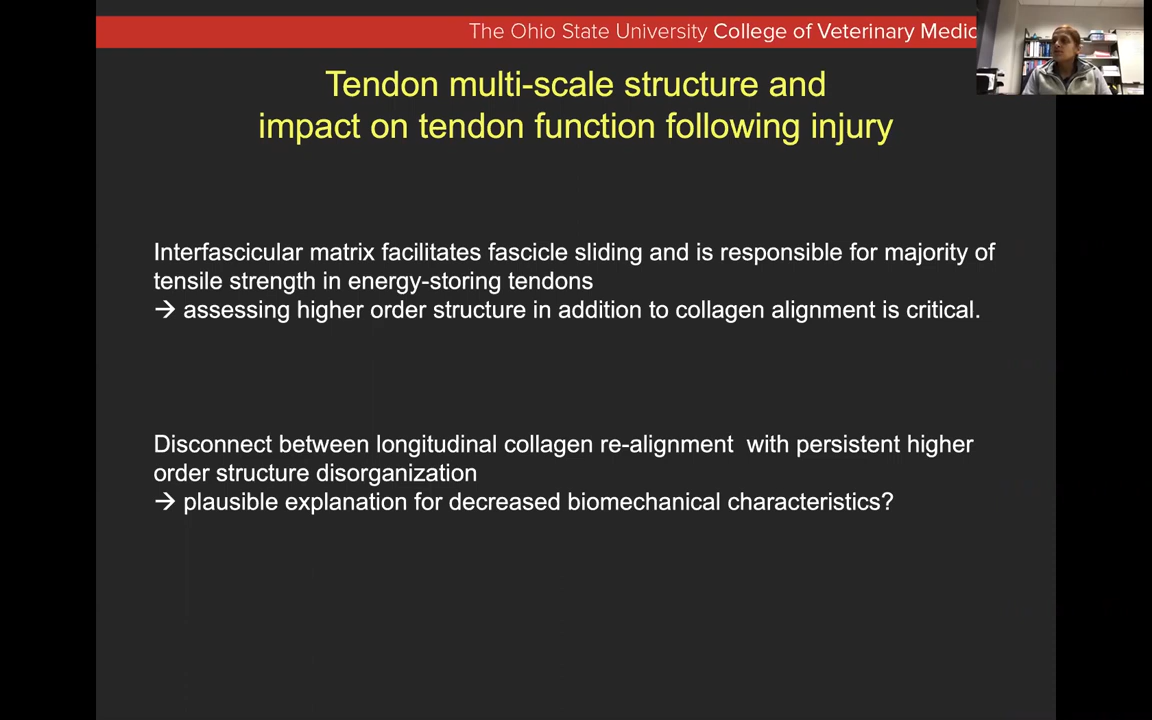 The Ohio State University College of Veterinary Medic
Tendon multi-scale structure and
impact on tendon function following injury
Interfascicular matrix facilitates fascicle sliding and is responsible for majority of
tensile strength in energy-storing tendons
→ assessing higher order structure in addition to collagen alignment is critical.
Disconnect between longitudinal collagen re-alignment  with persistent higher
order structure disorganization
→ plausible explanation for decreased biomechanical characteristics?